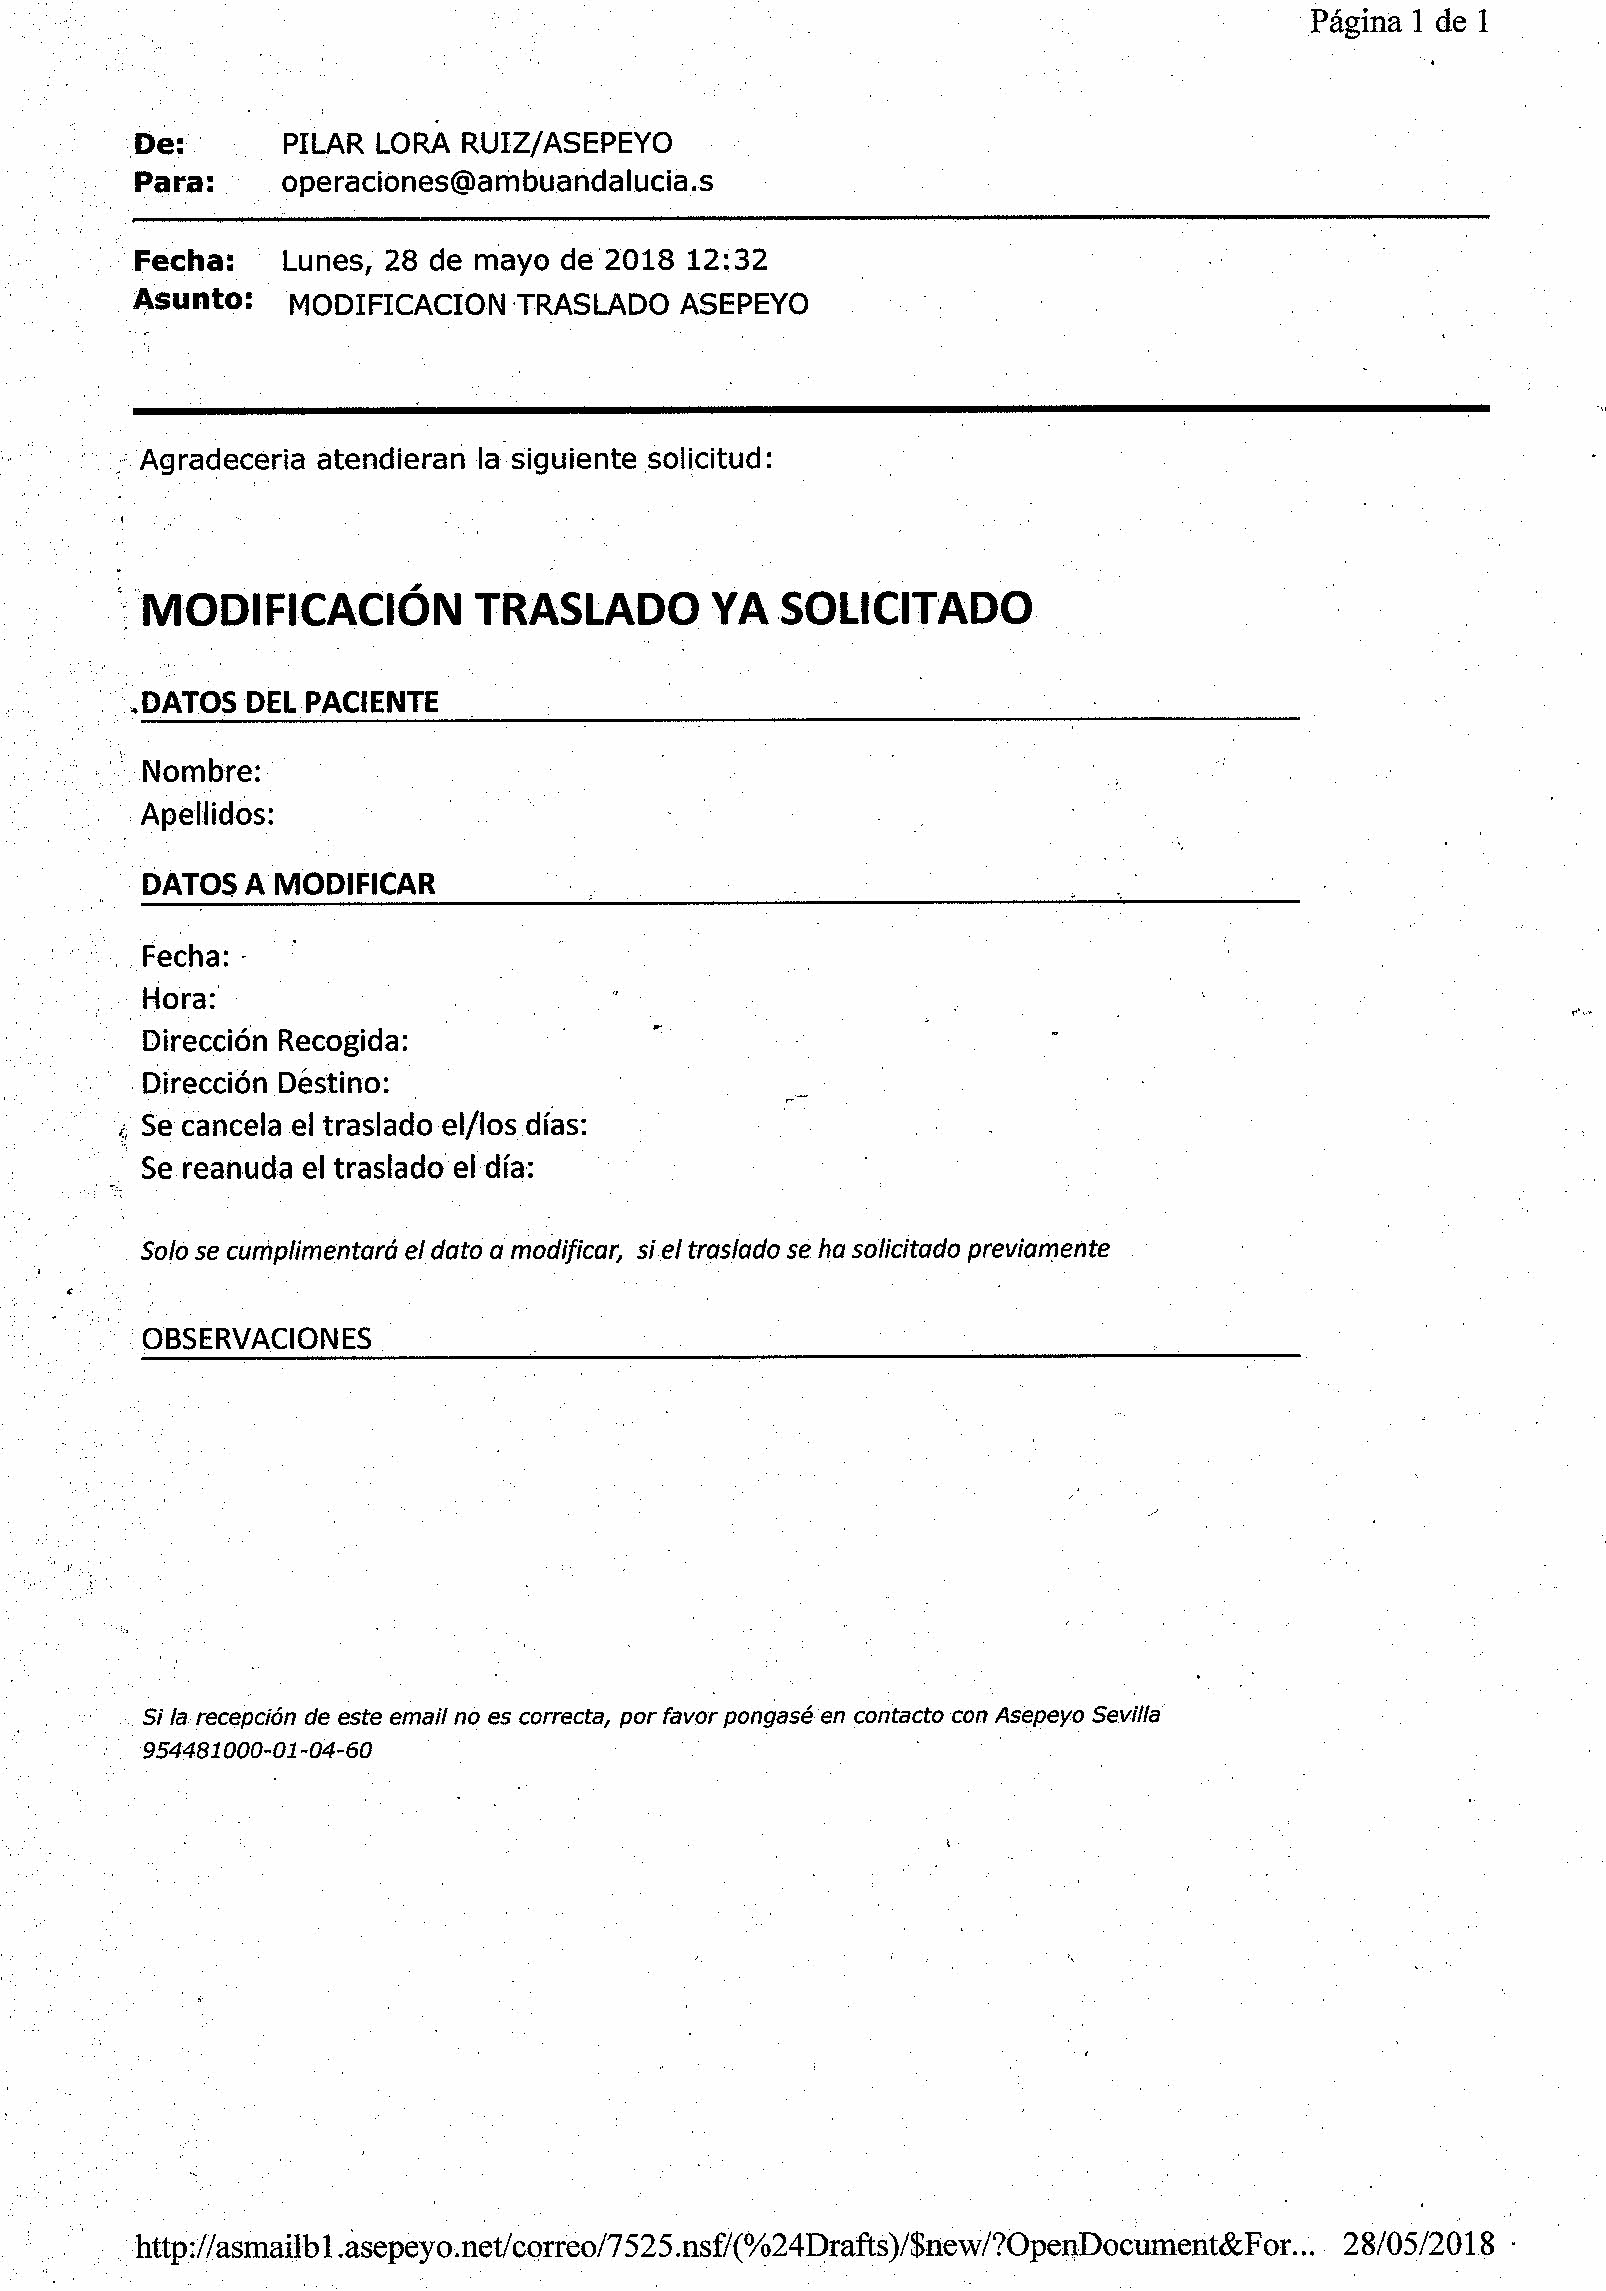 Página 1 de 1
De: PILAR LORA RUIZ/ASEPEYO
Para: operaciones@ambuandalucia.s
Fecha: Lunes, 28 de mayo de 2018 12:32
Asunto: MODIFICACION TRASLADO ASEPEYO
Agradeceria atendieran la siguiente solicitud:
MODIFICACIÓN TRASLADO YA SOLICITADO
DATOS DEL PACIENTE
Nombre:
Apellidos:
DATOS A MODIFICAR
Fecha:
Hora:
Dirección Recogida:
Dirección Destino:
Se cancela el traslado el/los días:
Se reanuda el traslado el día:
Solo se cumplimentará el dato a modificar, si el traslado se ha solicitado previamente
OBSERVACIONES
Si la recepción de este email no es correcta, por favor pongasé en contacto con Asepeyo Sevilla
954481000-01-04-60
http://asmailb1.asepeyo.net/correo/7525.nsf/(%24Drafts)/$new/?OpenDocument&For... 28/05/2018